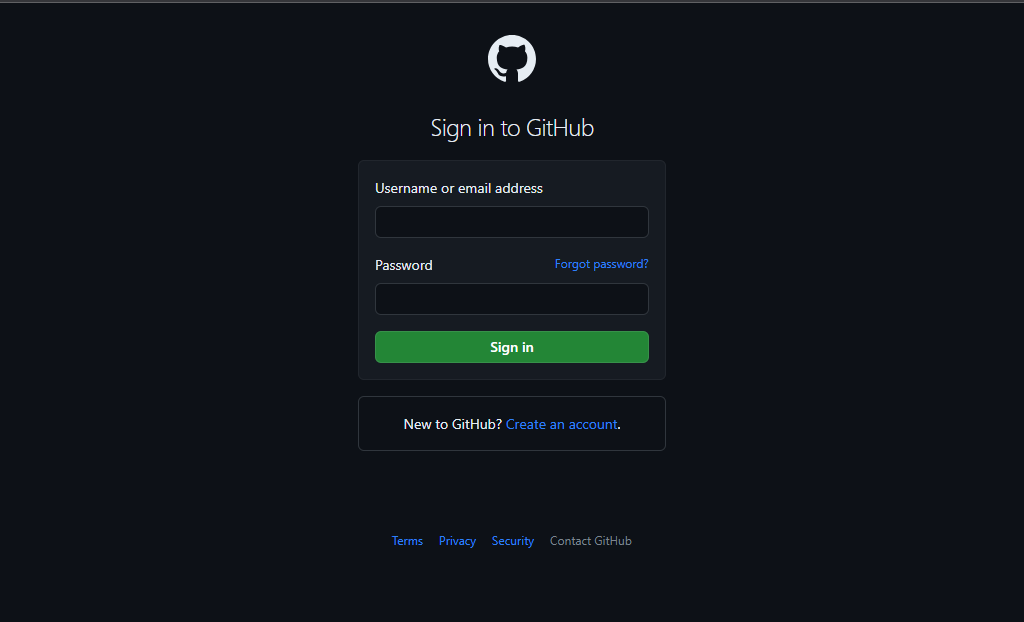 Sign in to GitHub
Username or email address
Password Forgot password?
Sign in
New to GitHub? Create an account.
Terms Privacy Security Contact GitHub